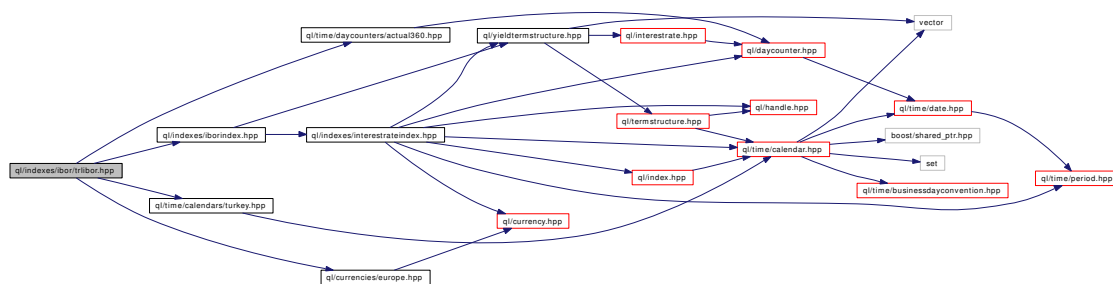 ql/time/daycounters/actual360.hpp
ql/yieldtermstructure.hpp
ql/interestrate.hpp
vector
ql/daycounter.hpp
ql/handle.hpp
ql/time/date.hpp
ql/termstructure.hpp
ql/indexes/iborindex.hpp
ql/indexes/interestrateindex.hpp
boost/shared_ptr.hpp
ql/time/calendar.hpp
set
ql/indexes/ibor/trlibor.hpp
ql/index.hpp
ql/time/period.hpp
ql/time/businessdayconvention.hpp
ql/time/calendars/turkey.hpp
ql/currency.hpp
ql/currencies/europe.hpp